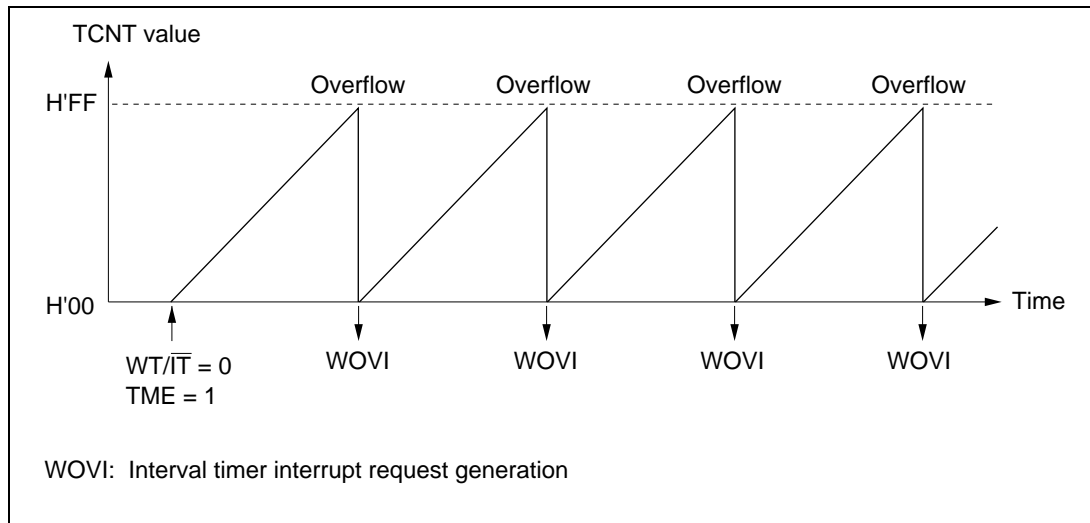 TCNT value
Overflow Overflow Overflow Overflow
H'FF
H'00
Time
WT/I̅T̅ = 0
TME = 1
WOVI WOVI WOVI WOVI
WOVI: Interval timer interrupt request generation